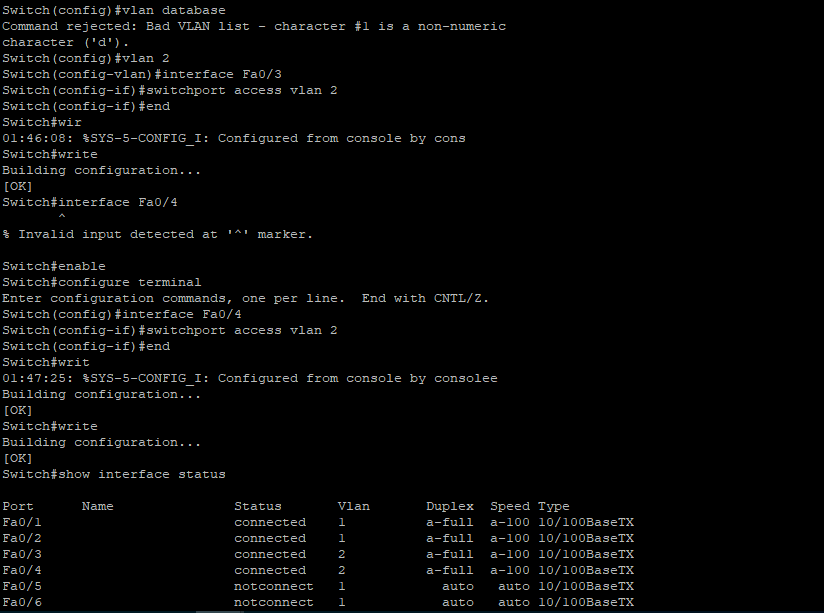 Switch(config)#vlan database
Command rejected: Bad VLAN list - character #1 is a non-numeric
character ('d').
Switch(config)#vlan 2
Switch(config-vlan)#interface Fa0/3
Switch(config-if)#switchport access vlan 2
Switch(config-if)#end
Switch#wir
01:46:08: %SYS-5-CONFIG_I: Configured from console by cons
Switch#write
Building configuration...
[OK]
Switch#interface Fa0/4
^
% Invalid input detected at '^' marker.
Switch#enable
Switch#configure terminal
Enter configuration commands, one per line.  End with CNTL/Z.
Switch(config)#interface Fa0/4
Switch(config-if)#switchport access vlan 2
Switch(config-if)#end
Switch#writ
01:47:25: %SYS-5-CONFIG_I: Configured from console by consolee
Building configuration...
[OK]
Switch#write
Building configuration...
[OK]
Switch#show interface status
Port      Name               Status       Vlan       Duplex  Speed Type
Fa0/1                        connected    1          a-full  a-100 10/100BaseTX
Fa0/2                        connected    1          a-full  a-100 10/100BaseTX
Fa0/3                        connected    2          a-full  a-100 10/100BaseTX
Fa0/4                        connected    2          a-full  a-100 10/100BaseTX
Fa0/5                        notconnect   1            auto   auto 10/100BaseTX
Fa0/6                        notconnect   1            auto   auto 10/100BaseTX